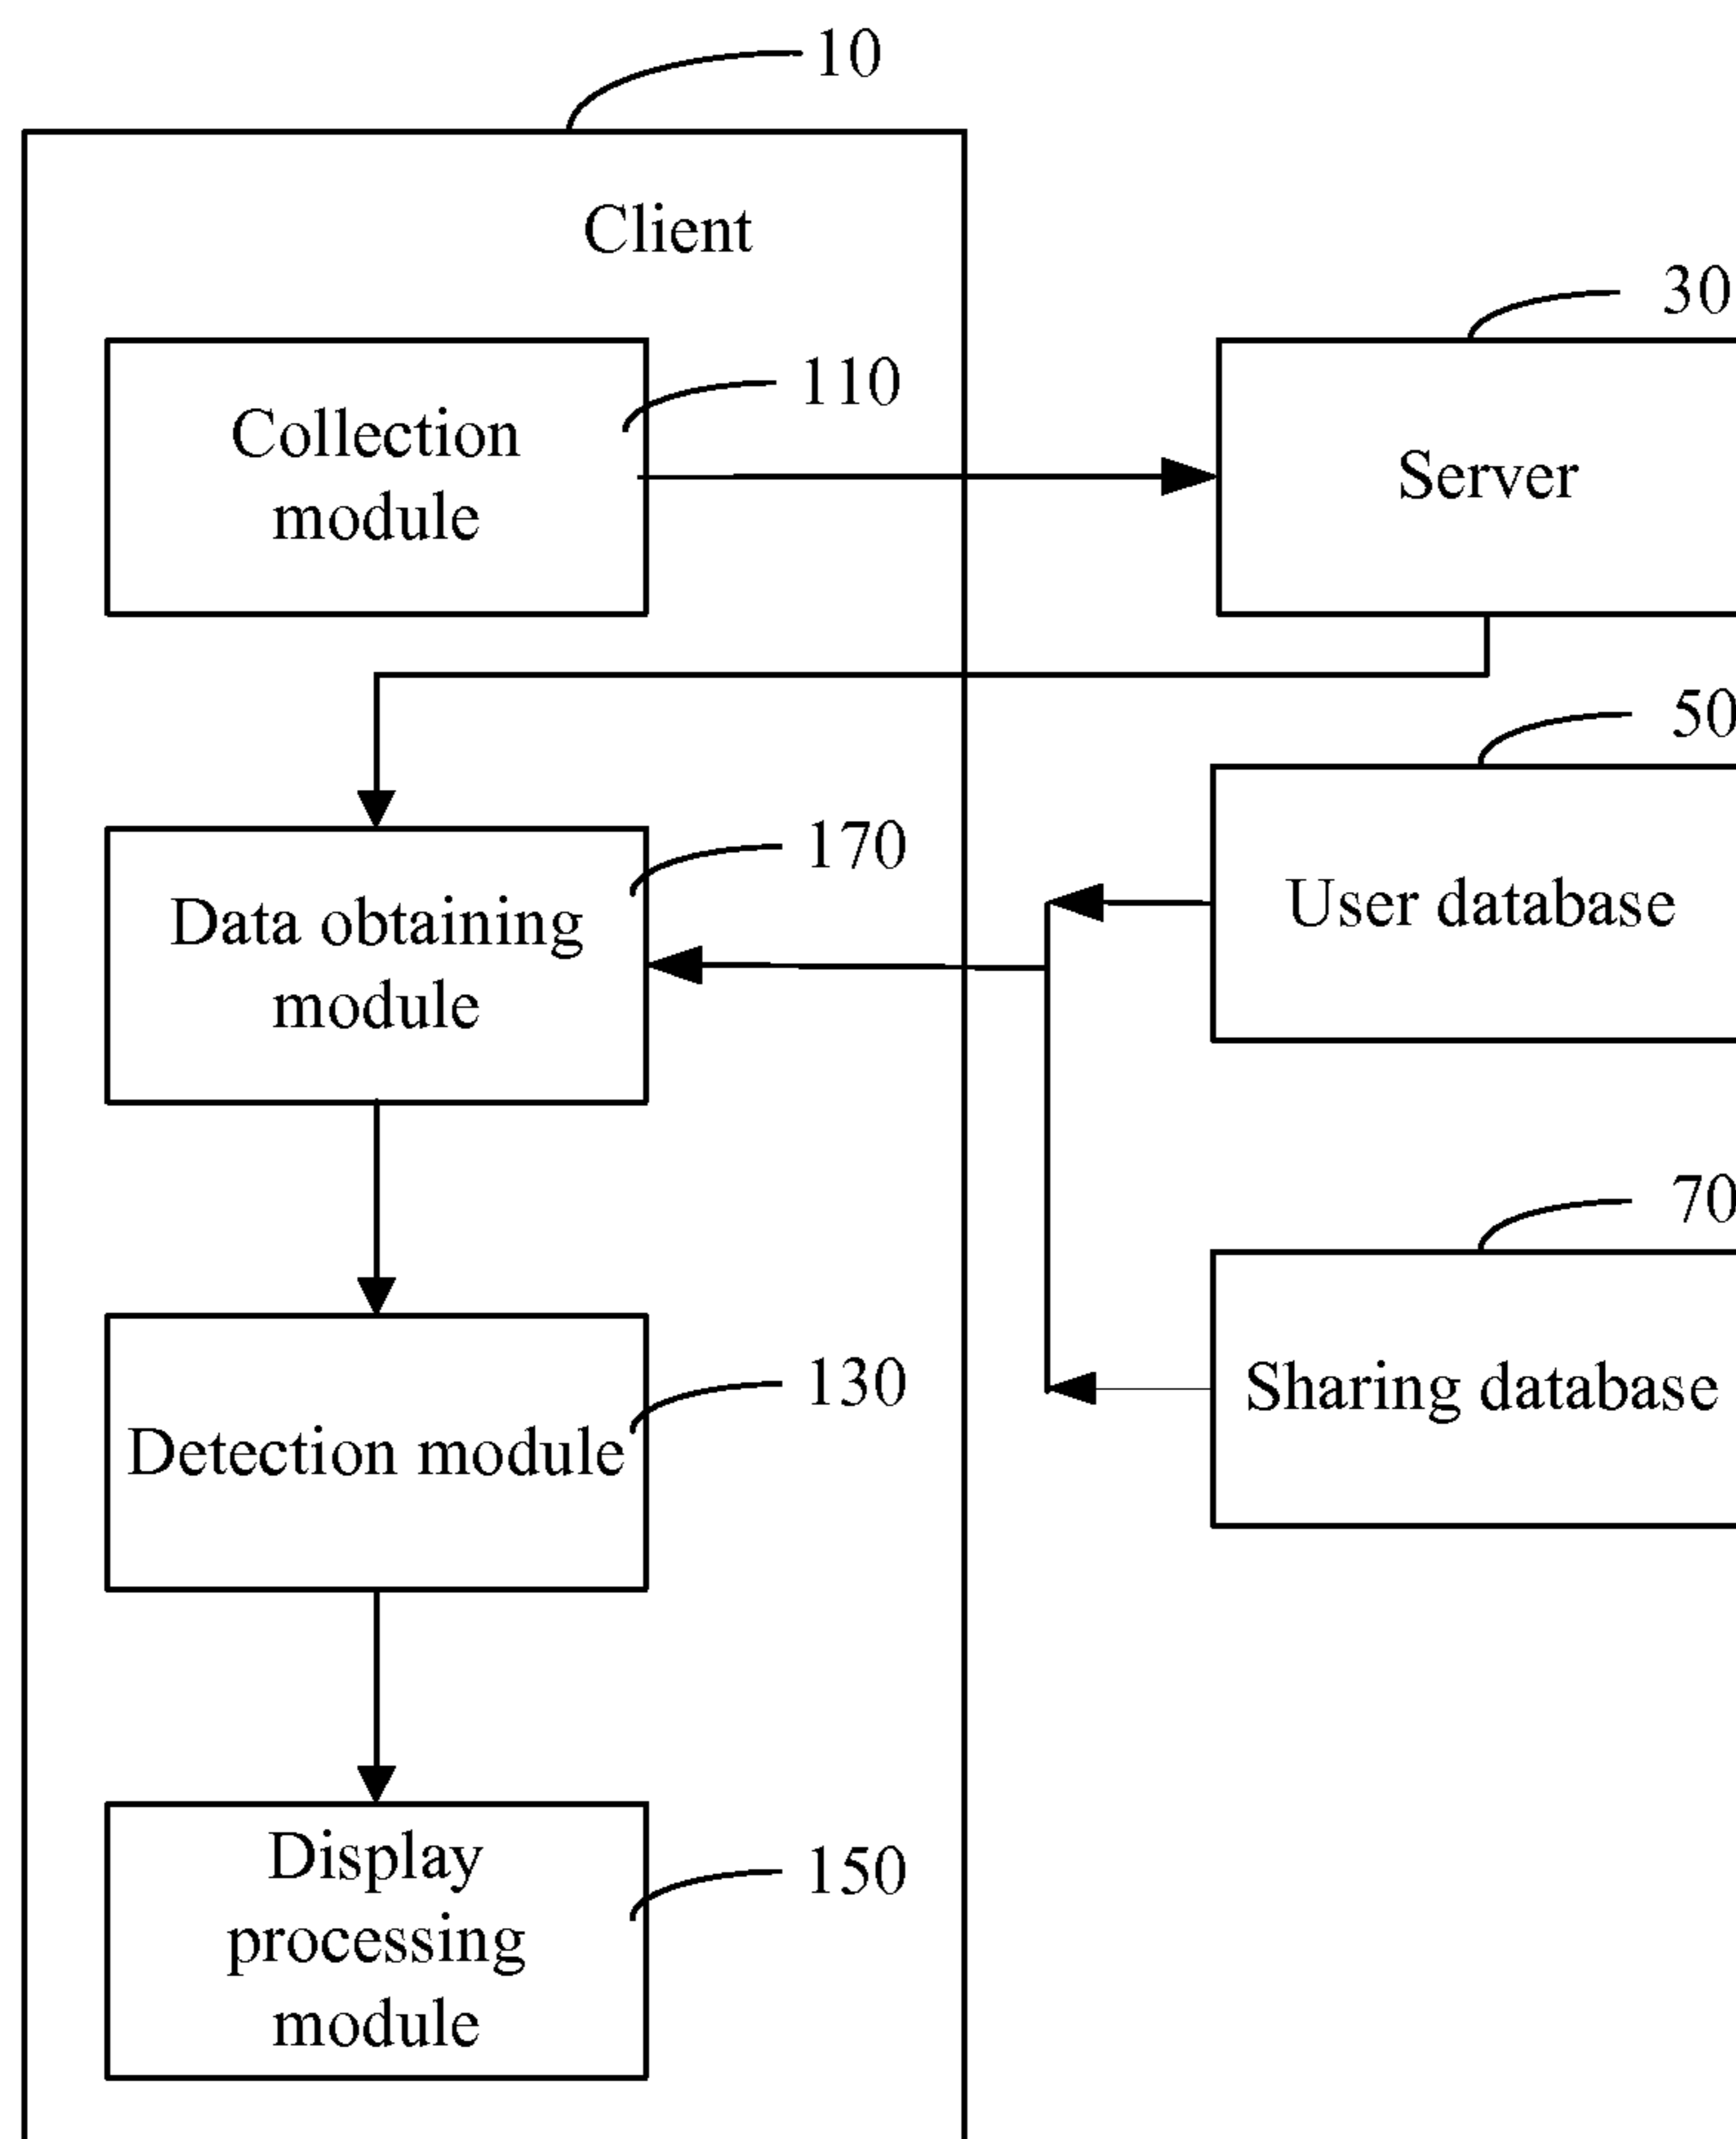 10
Client
30
110
Collection
module
Server
50
170
Data obtaining
module
User database
70
130
Detection module
Sharing database
150
Display
processing
module